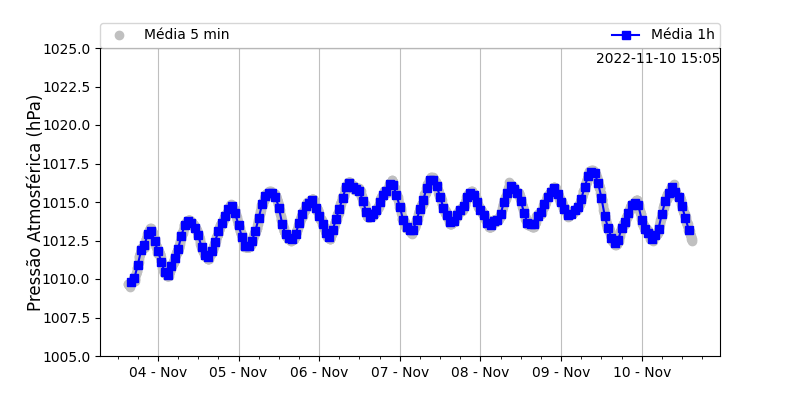 Média 5 min
Média 1h
2022-11-10 15:05
Pressão Atmosférica (hPa)
1025.0
1022.5
1020.0
1017.5
1015.0
1012.5
1010.0
1007.5
1005.0
04 - Nov
05 - Nov
06 - Nov
07 - Nov
08 - Nov
09 - Nov
10 - Nov